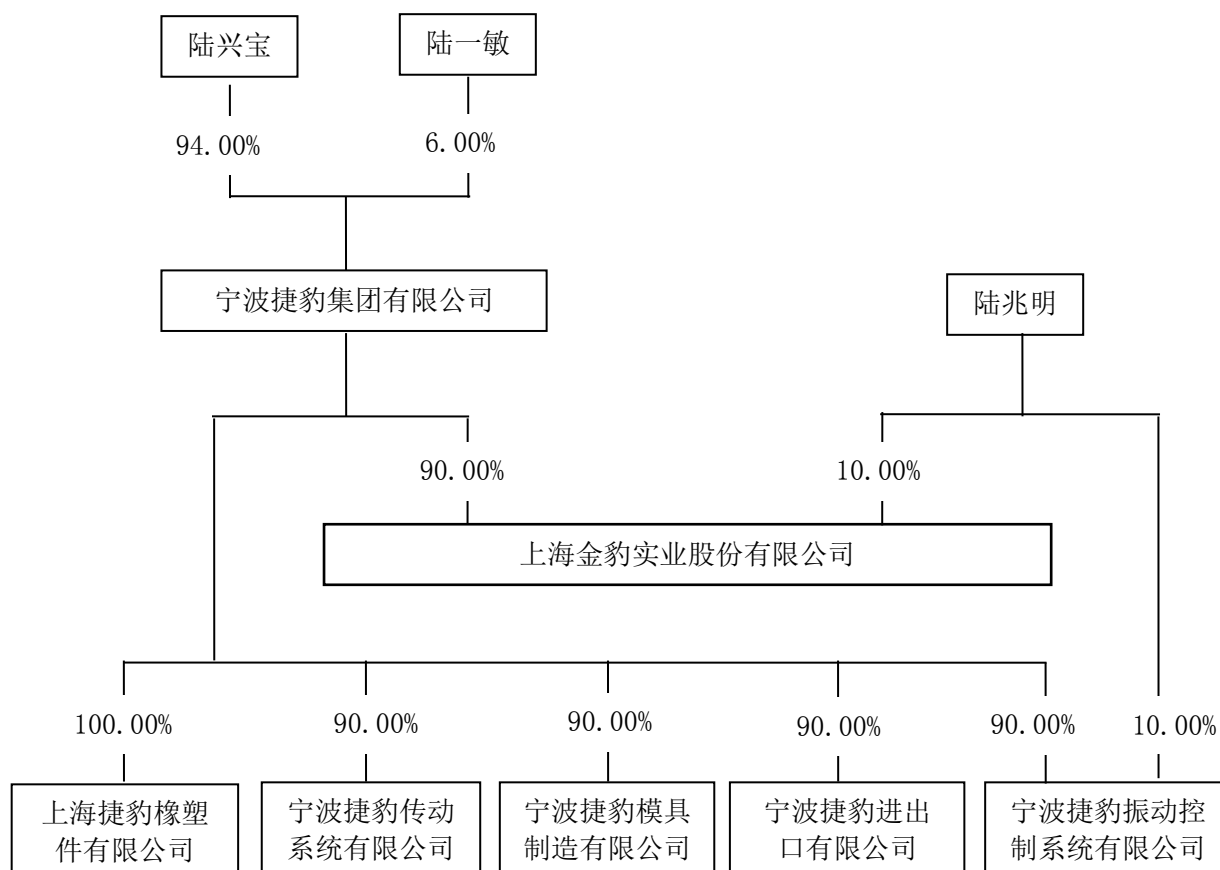 陆兴宝
陆一敏
94.00%
6.00%
宁波捷豹集团有限公司
陆兆明
90.00%
10.00%
上海金豹实业股份有限公司
100.00%
90.00%
90.00%
90.00%
90.00%
10.00%
上海捷豹橡塑
件有限公司
宁波捷豹传动
系统有限公司
宁波捷豹模具
制造有限公司
宁波捷豹进出
口有限公司
宁波捷豹振动控
制系统有限公司